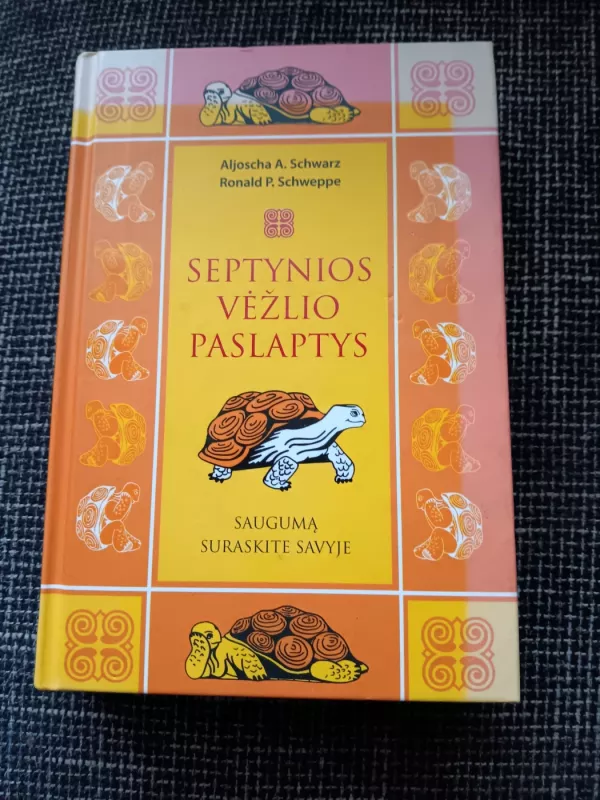 Aljoscha A. Schwarz
Ronald P. Schweppe
SEPTYNIOS
VĖŽLIO
PASLAPTYS
SAUGUMĄ
SURASKITE SAVYJE